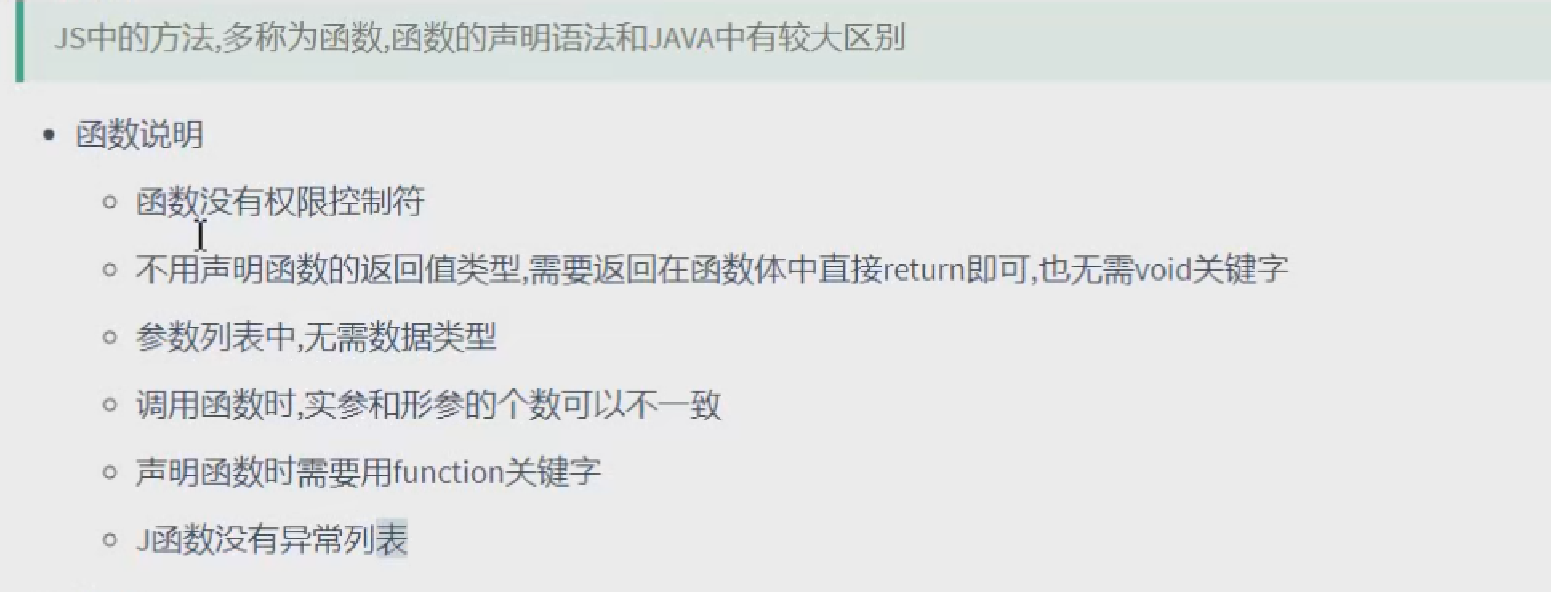 JS中的方法,多称为函数,函数的声明语法和JAVA中有较大区别
函数说明
函数没有权限控制符
不用声明函数的返回值类型,需要返回在函数体中直接return即可,也无需void关键字
参数列表中,无需数据类型
调用函数时,实参和形参的个数可以不一致
声明函数时需要用function关键字
J函数没有异常列表